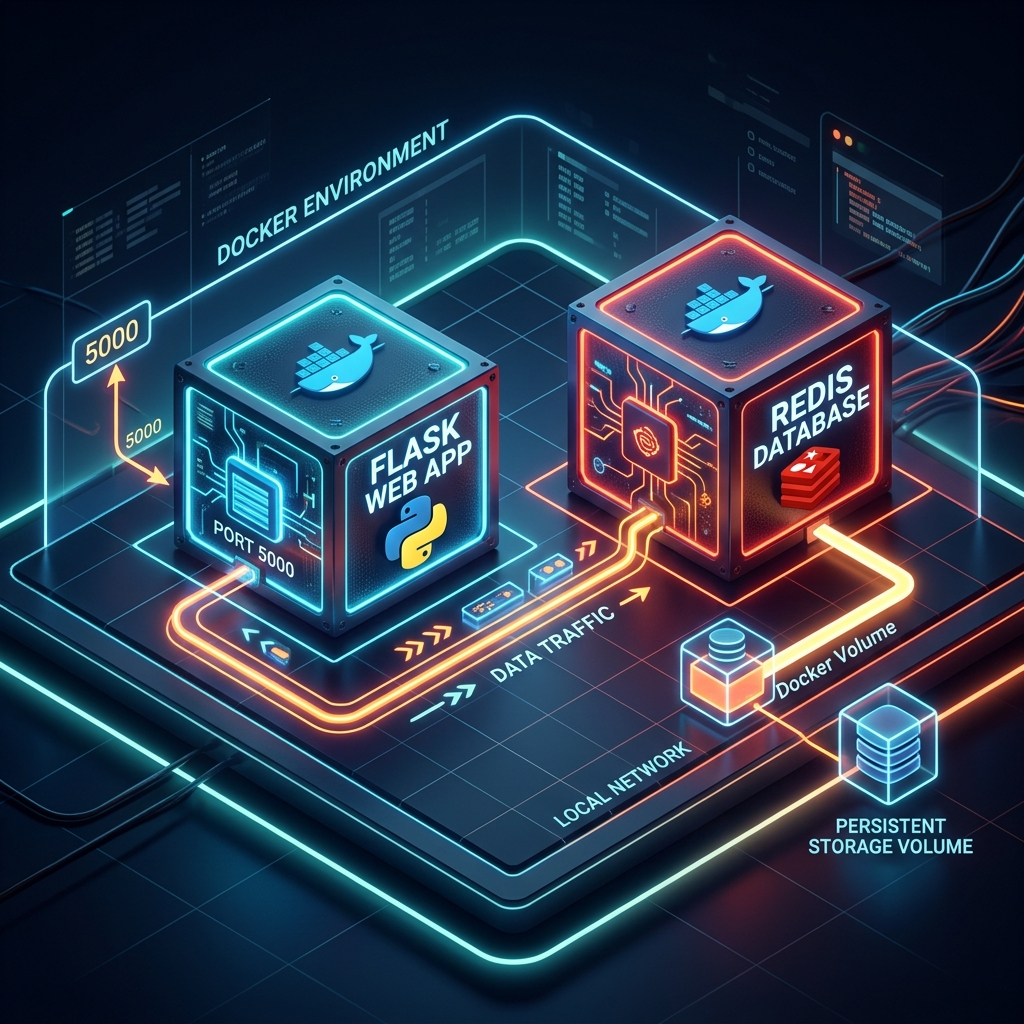 DOCKER ENVIRONMENT
5000
5000
FLASK
WEB APP
PORT 5000
REDIS
DATABASE
DATA TRAFFIC
Docker Volume
LOCAL NETWORK
PERSISTENT
STORAGE VOLUME